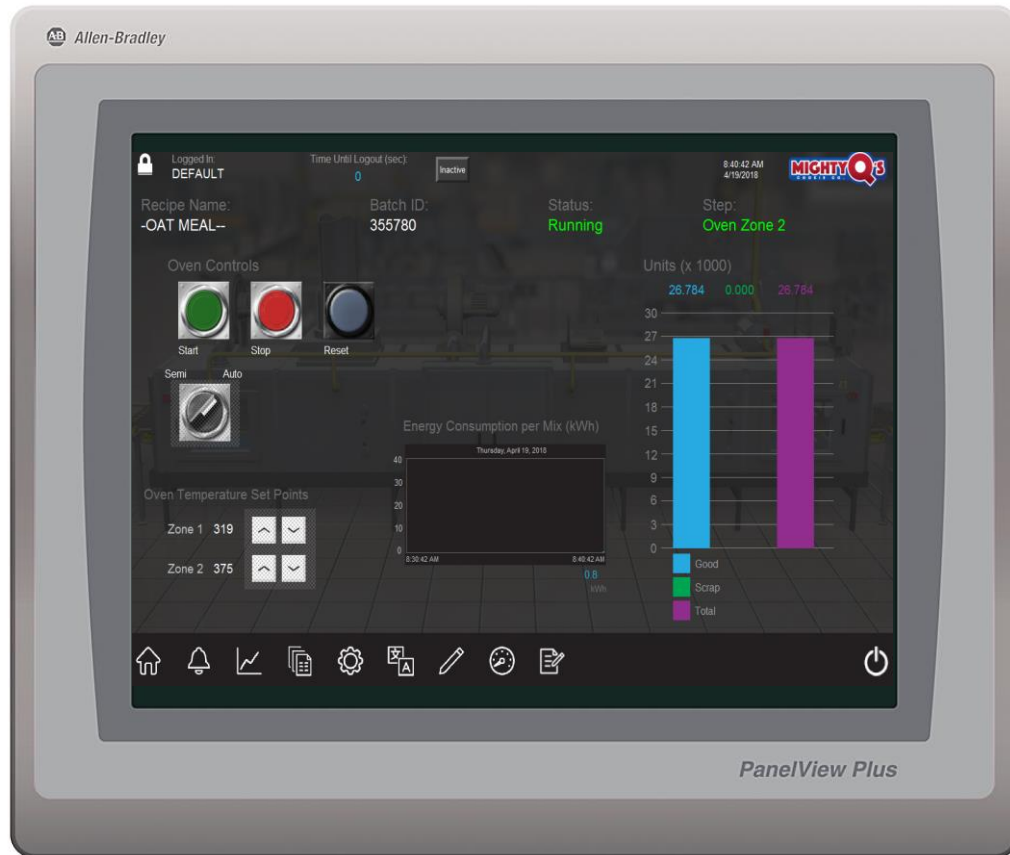 AB Allen-Bradley
Logged In:
DEFAULT
Time Until Logout (sec):
0
Inactive
8:40:42 AM
4/19/2018
MIGHTY Q'S
COOKIE CO.
Recipe Name:
-OAT MEAL--
Batch ID:
355780
Status:
Running
Step:
Oven Zone 2
Oven Controls
Start Stop Reset
Semi Auto
Units (x 1000)
26.784 0.000 26.784
30
27
24
21
18
15
12
9
6
3
0
Good
Scrap
Total
Energy Consumption per Mix (kWh)
Thursday, April 19, 2018
40
30
20
10
0
8:30:42 AM 8:40:42 AM
0.8
kWh
Oven Temperature Set Points
Zone 1 319
Zone 2 375
文 A
PanelView Plus